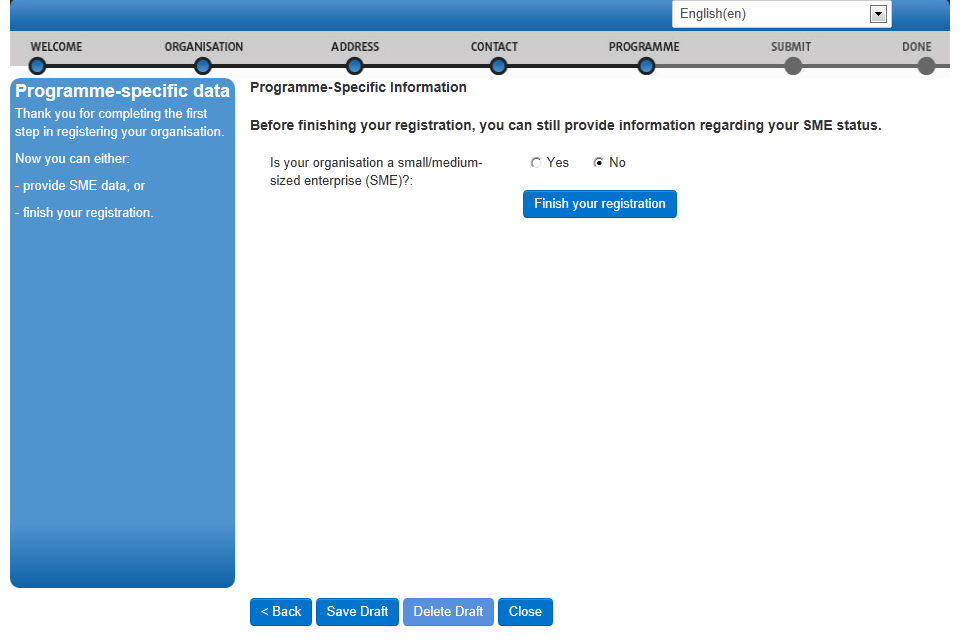 English(en)
WELCOME ORGANISATION ADDRESS CONTACT PROGRAMME SUBMIT DONE
Programme-specific data
Thank you for completing the first
step in registering your organisation.
Now you can either:
- provide SME data, or
- finish your registration.
Programme-Specific Information
Before finishing your registration, you can still provide information regarding your SME status.
Is your organisation a small/medium-
sized enterprise (SME)?:
Yes No
Finish your registration
< Back Save Draft Delete Draft Close